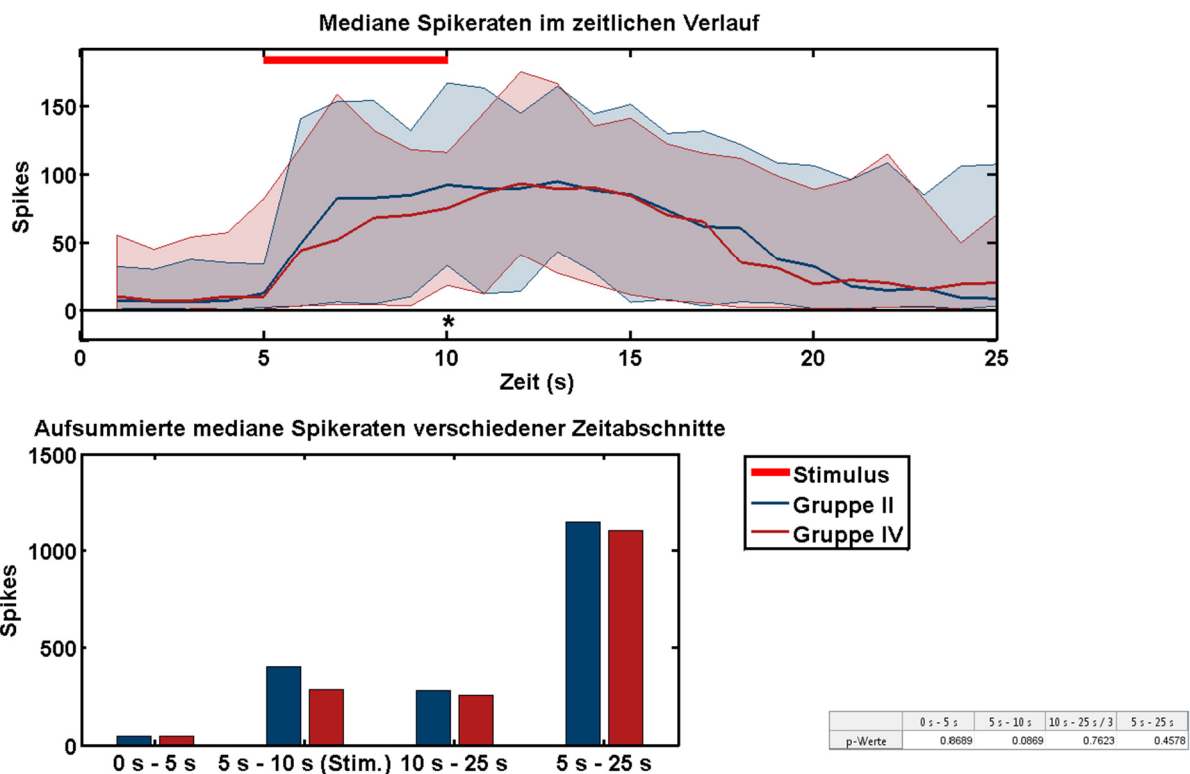 Mediane Spikeraten im zeitlichen Verlauf
Spikes
150
100
50
0
*
0 5 10 15 20 25
Zeit (s)
Aufsummierte mediane Spikeraten verschiedener Zeitabschnitte
Spikes
1500
1000
500
0
0 s - 5 s 5 s - 10 s (Stim.) 10 s - 25 s 5 s - 25 s
Stimulus
Gruppe II
Gruppe IV
0 s - 5 s 5 s - 10 s 10 s - 25 s / 3 5 s - 25 s
p-Werte 0.8689 0.0869 0.7623 0.4578